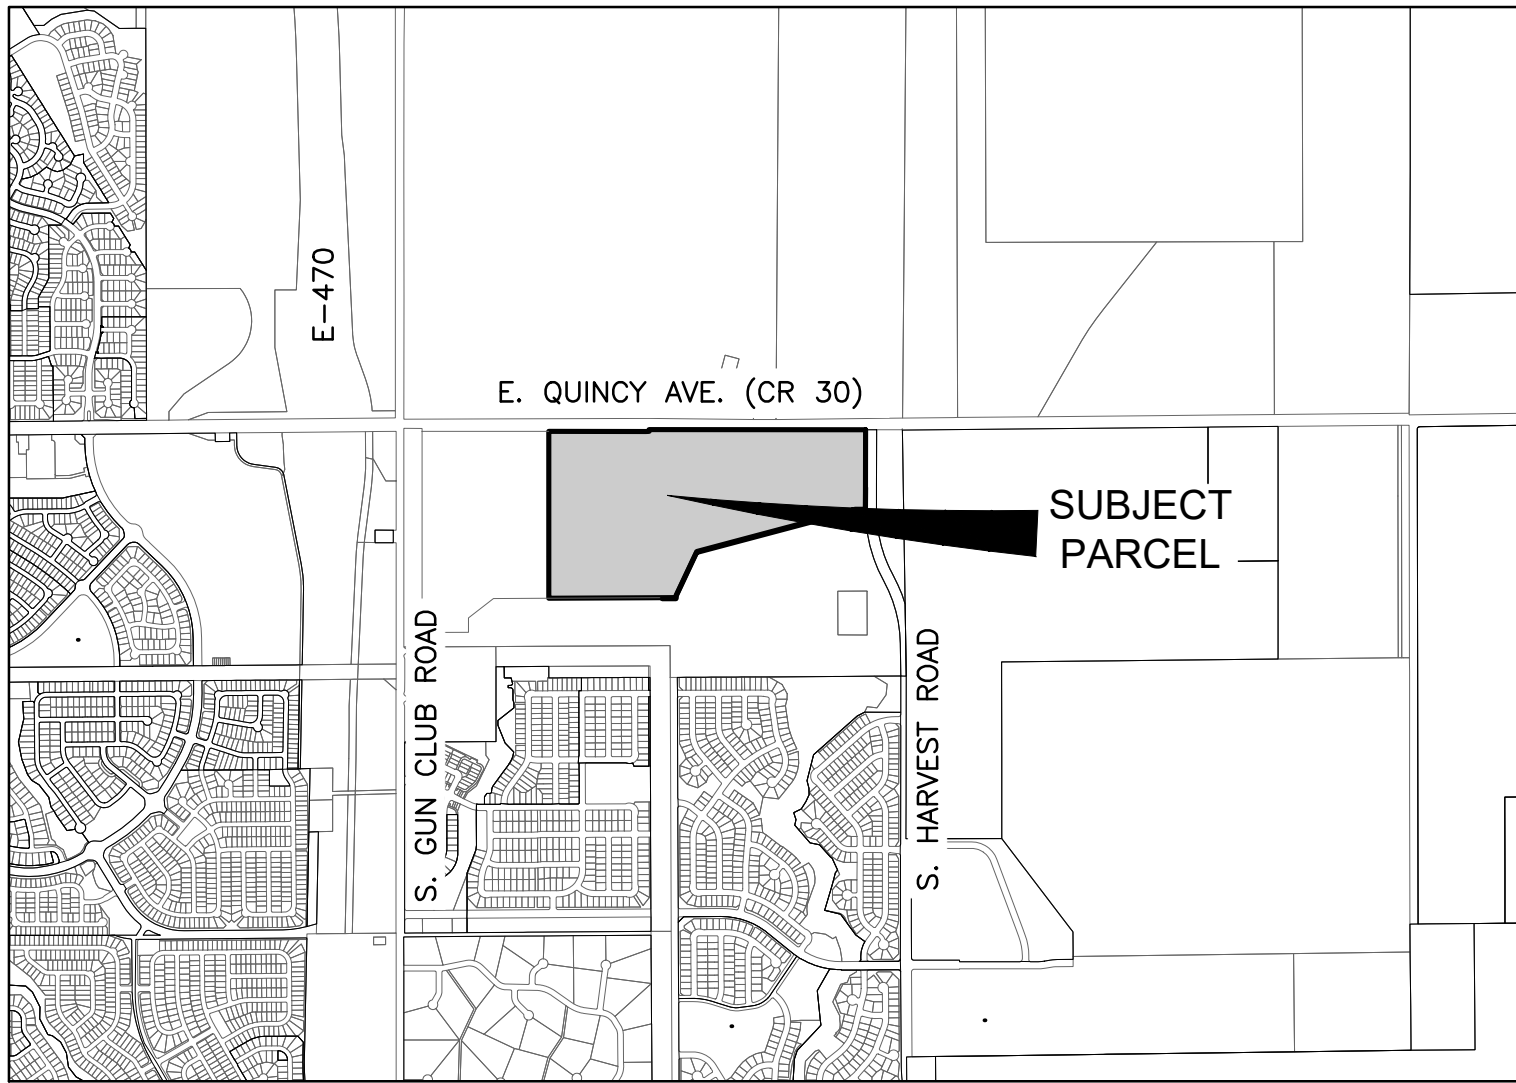 E-470
E. QUINCY AVE. (CR 30)
SUBJECT
PARCEL
S. GUN CLUB ROAD
S. HARVEST ROAD